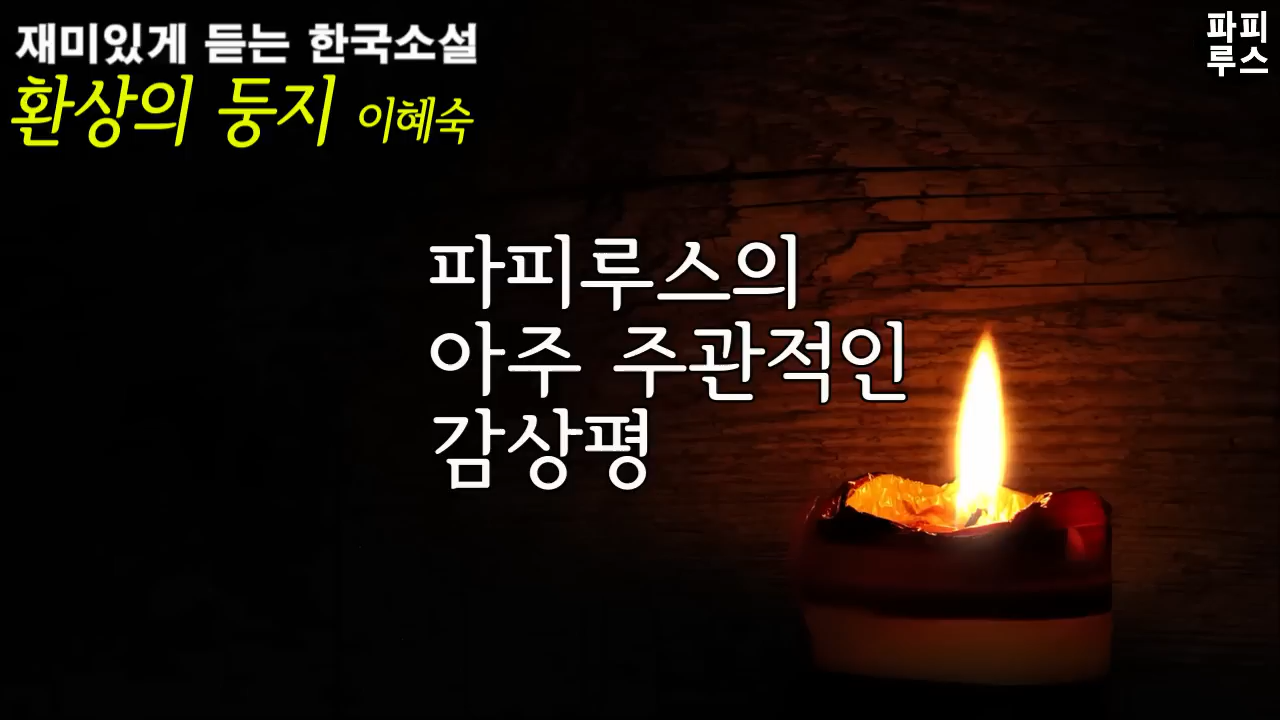 재미있게 듣는 한국소설
환상의 둥지 이혜숙
파피
루스
파피루스의
아주 주관적인
감상평